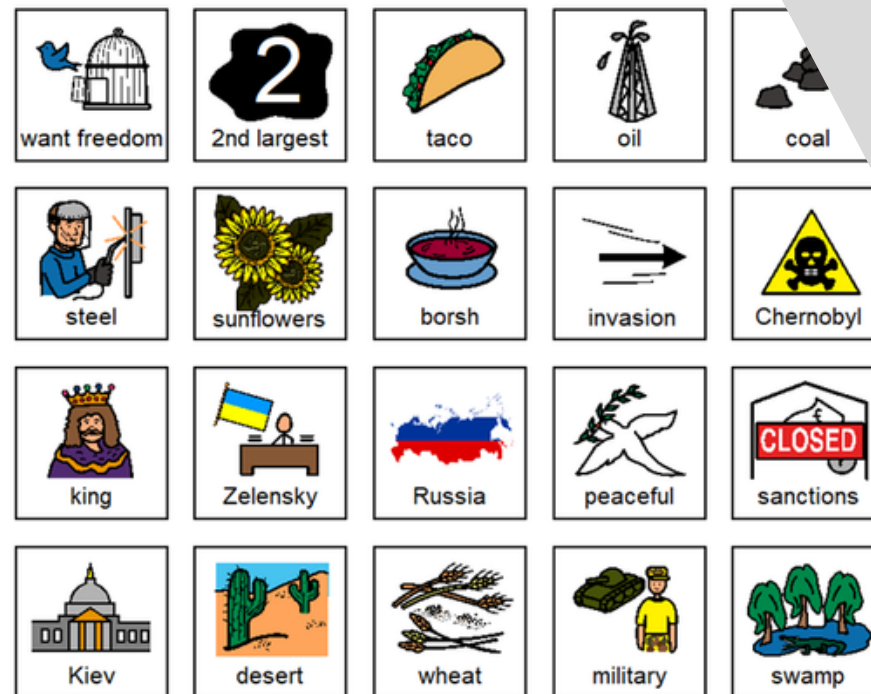 want freedom
2
2nd largest
taco
oil
coal
steel
sunflowers
borsh
invasion
Chernobyl
king
Zelensky
Russia
peaceful
CLOSED
sanctions
Kiev
desert
wheat
military
swamp